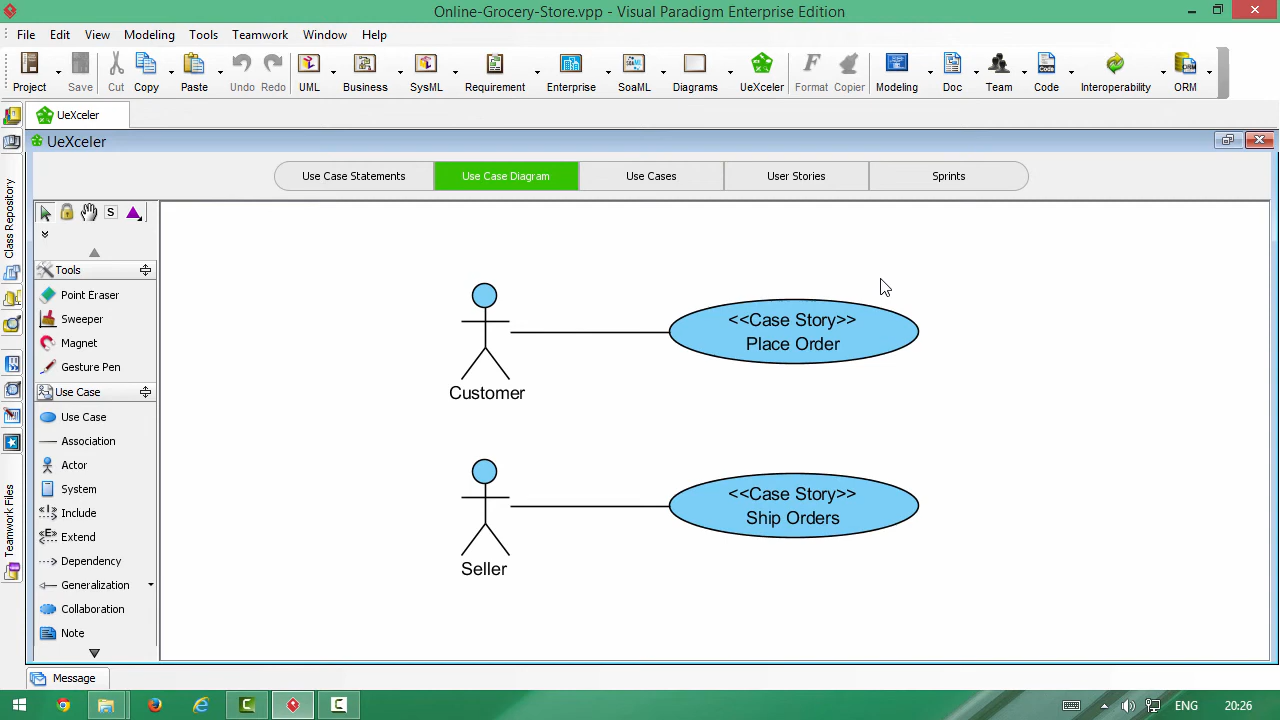 Online-Grocery-Store.vpp - Visual Paradigm Enterprise Edition
File Edit View Modeling Tools Teamwork Window Help
Project Save Cut Copy Paste Undo Redo UML Business SysML Requirement Enterprise SoaML Diagrams UeXceler Format Copier Modeling Doc Team Code Interoperability ORM
UeXceler
UeXceler
Use Case Statements Use Case Diagram Use Cases User Stories Sprints
Class Repository
Teamwork Files
S
Tools
Point Eraser
Sweeper
Magnet
Gesture Pen
Use Case
Use Case
Association
Actor
System
Include
Extend
Dependency
Generalization
Collaboration
Note
<<Case Story>>
Place Order
Customer
<<Case Story>>
Ship Orders
Seller
Message
ENG 20:26